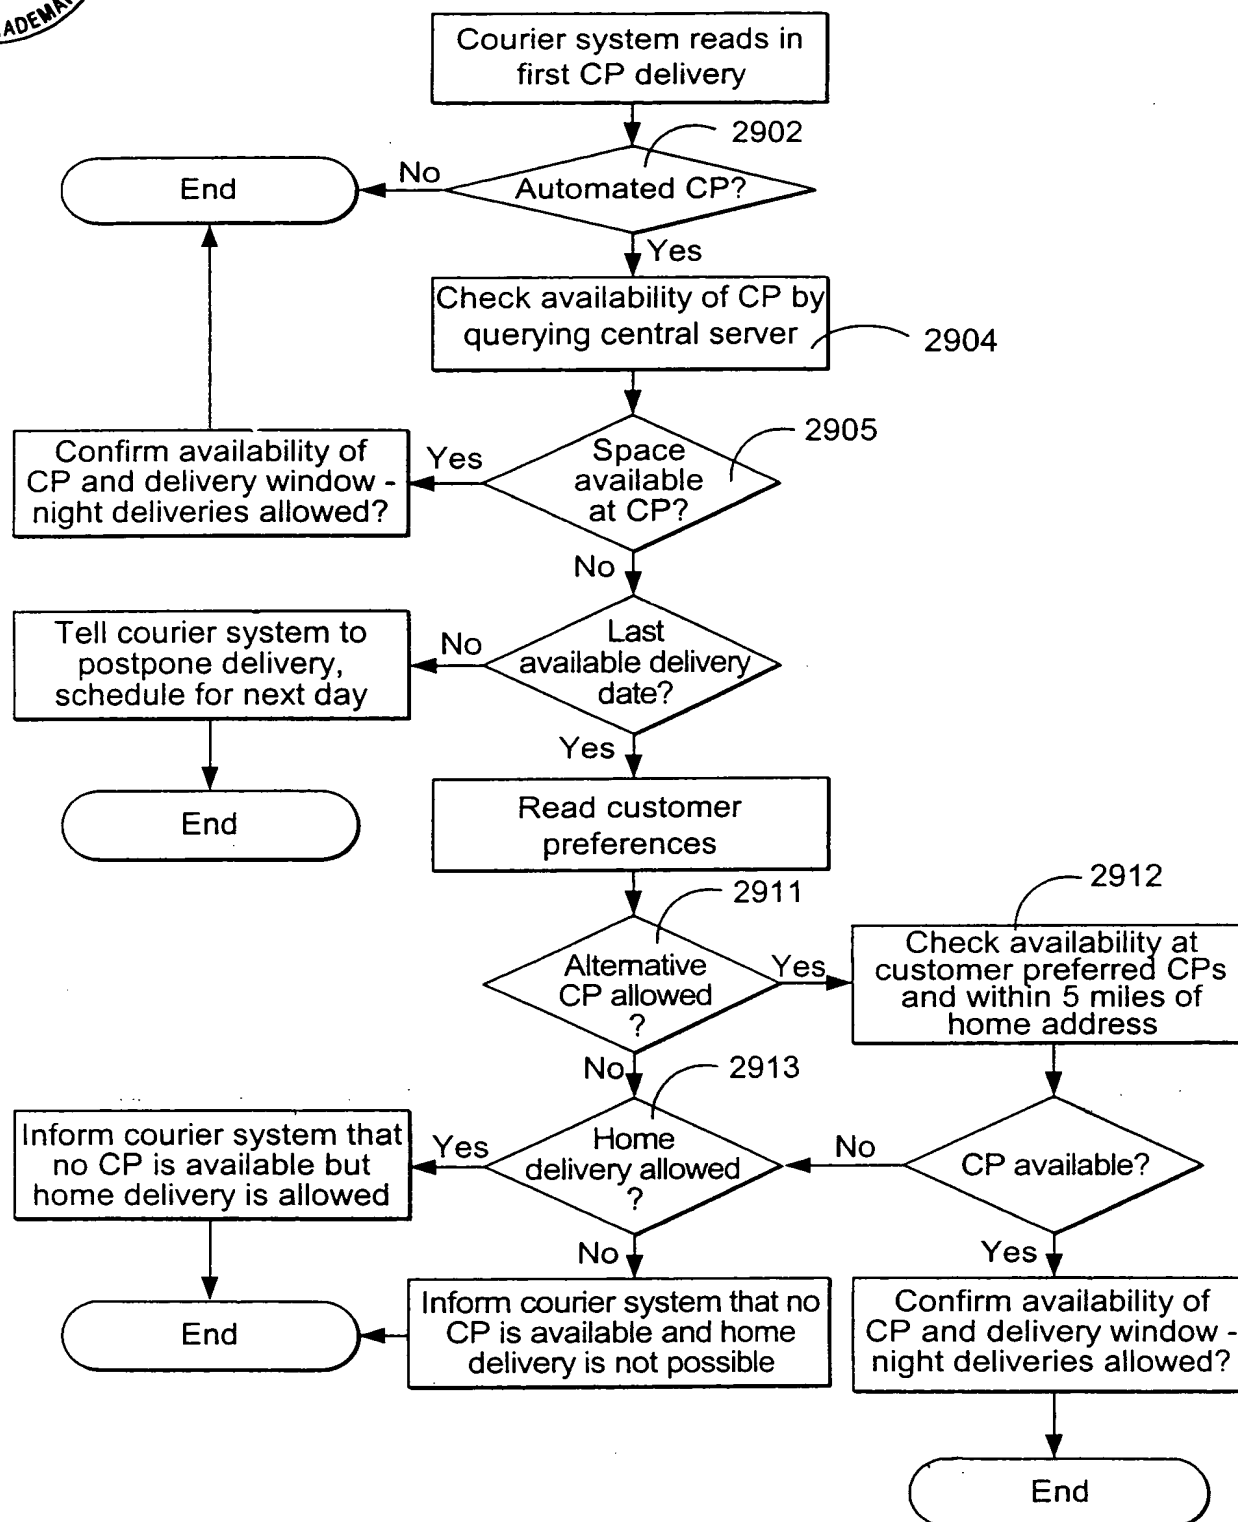 Courier system reads in
first CP delivery
2902
Automated CP?
No
End
Yes
Check availability of CP by
querying central server
2904
Space
available
at CP?
2905
Yes
Confirm availability of
CP and delivery window -
night deliveries allowed?
No
Last
available delivery
date?
No
Tell courier system to
postpone delivery,
schedule for next day
End
Yes
Read customer
preferences
2911
Alternative
CP allowed
?
Yes
2912
Check availability at
customer preferred CPs
and within 5 miles of
home address
No
2913
Home
delivery allowed
?
No
CP available?
Yes
Inform courier system that
no CP is available but
home delivery is allowed
No
Yes
End
Inform courier system that no
CP is available and home
delivery is not possible
Confirm availability of
CP and delivery window -
night deliveries allowed?
End